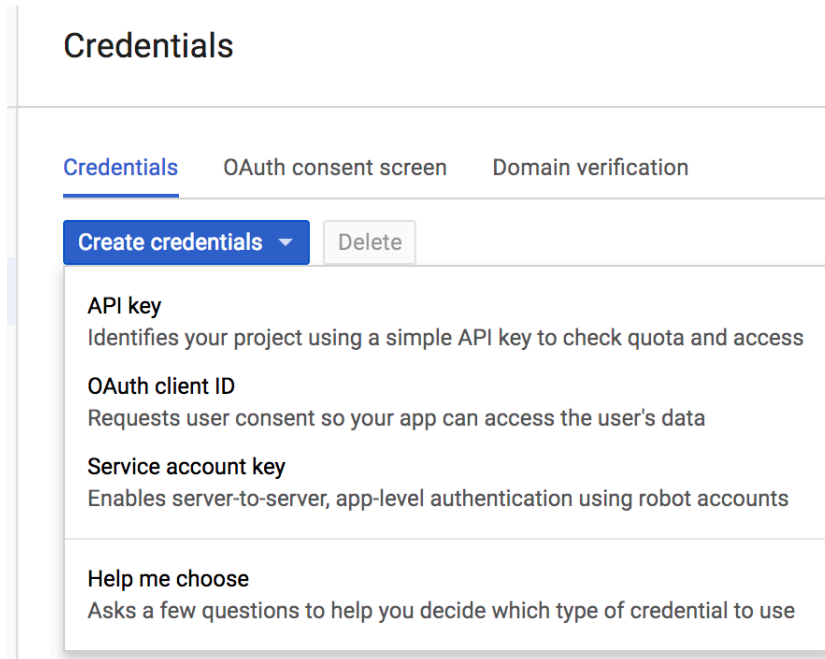 Credentials
Credentials OAuth consent screen Domain verification
Create credentials Delete
API key
Identifies your project using a simple API key to check quota and access
OAuth client ID
Requests user consent so your app can access the user's data
Service account key
Enables server-to-server, app-level authentication using robot accounts
Help me choose
Asks a few questions to help you decide which type of credential to use